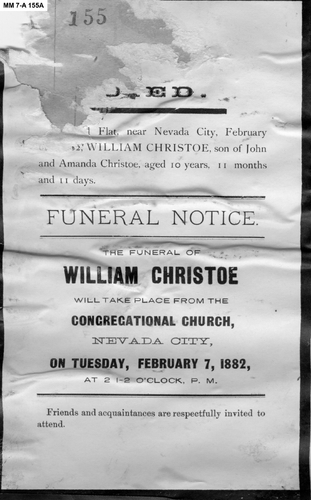 MM 7-A 155A
155
ED.
Flat, near Nevada City, February
WILLIAM CHRISTOE, son of John
and Amanda Christoe, aged 10 years, 11 months
and 11 days.
FUNERAL NOTICE.
THE FUNERAL OF
WILLIAM CHRISTOE
WILL TAKE PLACE FROM THE
CONGREGATIONAL CHURCH,
NEVADA CITY,
ON TUESDAY, FEBRUARY 7, 1882,
AT 2 1-2 O'CLOCK, P. M.
Friends and acquaintances are respectfully invited to
attend.